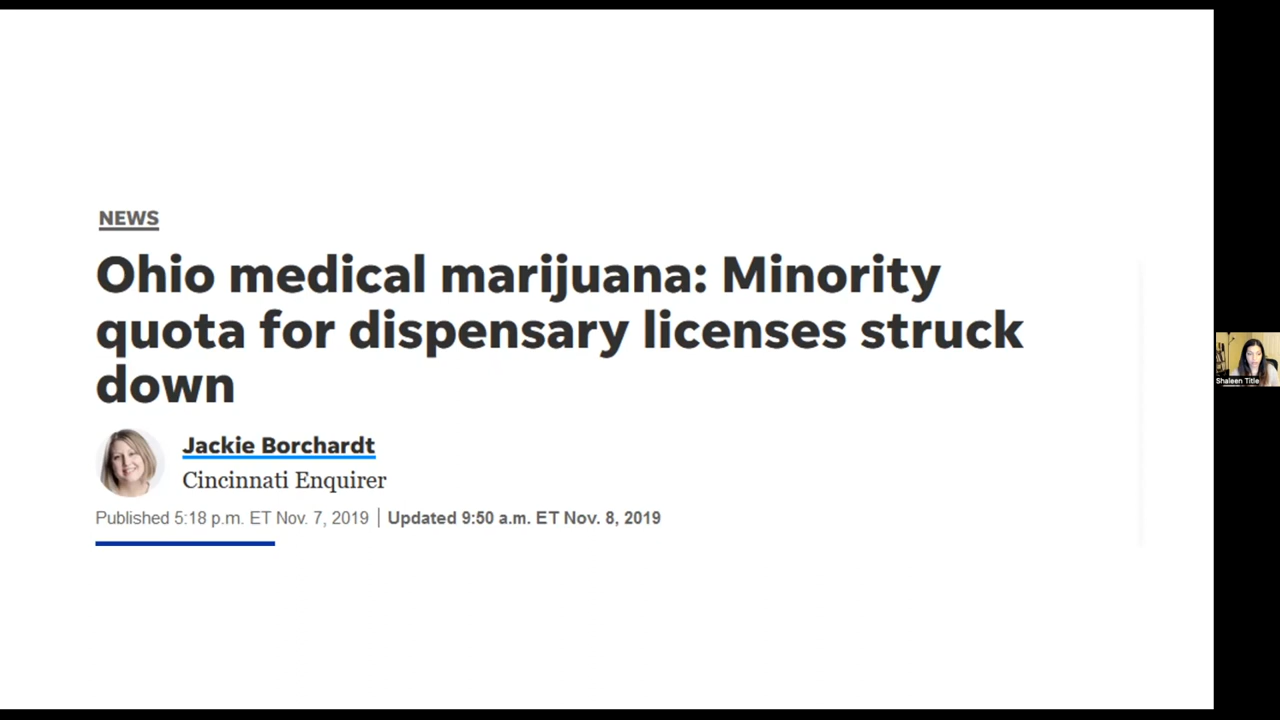 NEWS
Ohio medical marijuana: Minority
quota for dispensary licenses struck
down
Jackie Borchardt
Cincinnati Enquirer
Published 5:18 p.m. ET Nov. 7, 2019 | Updated 9:50 a.m. ET Nov. 8, 2019
Shaleen Title